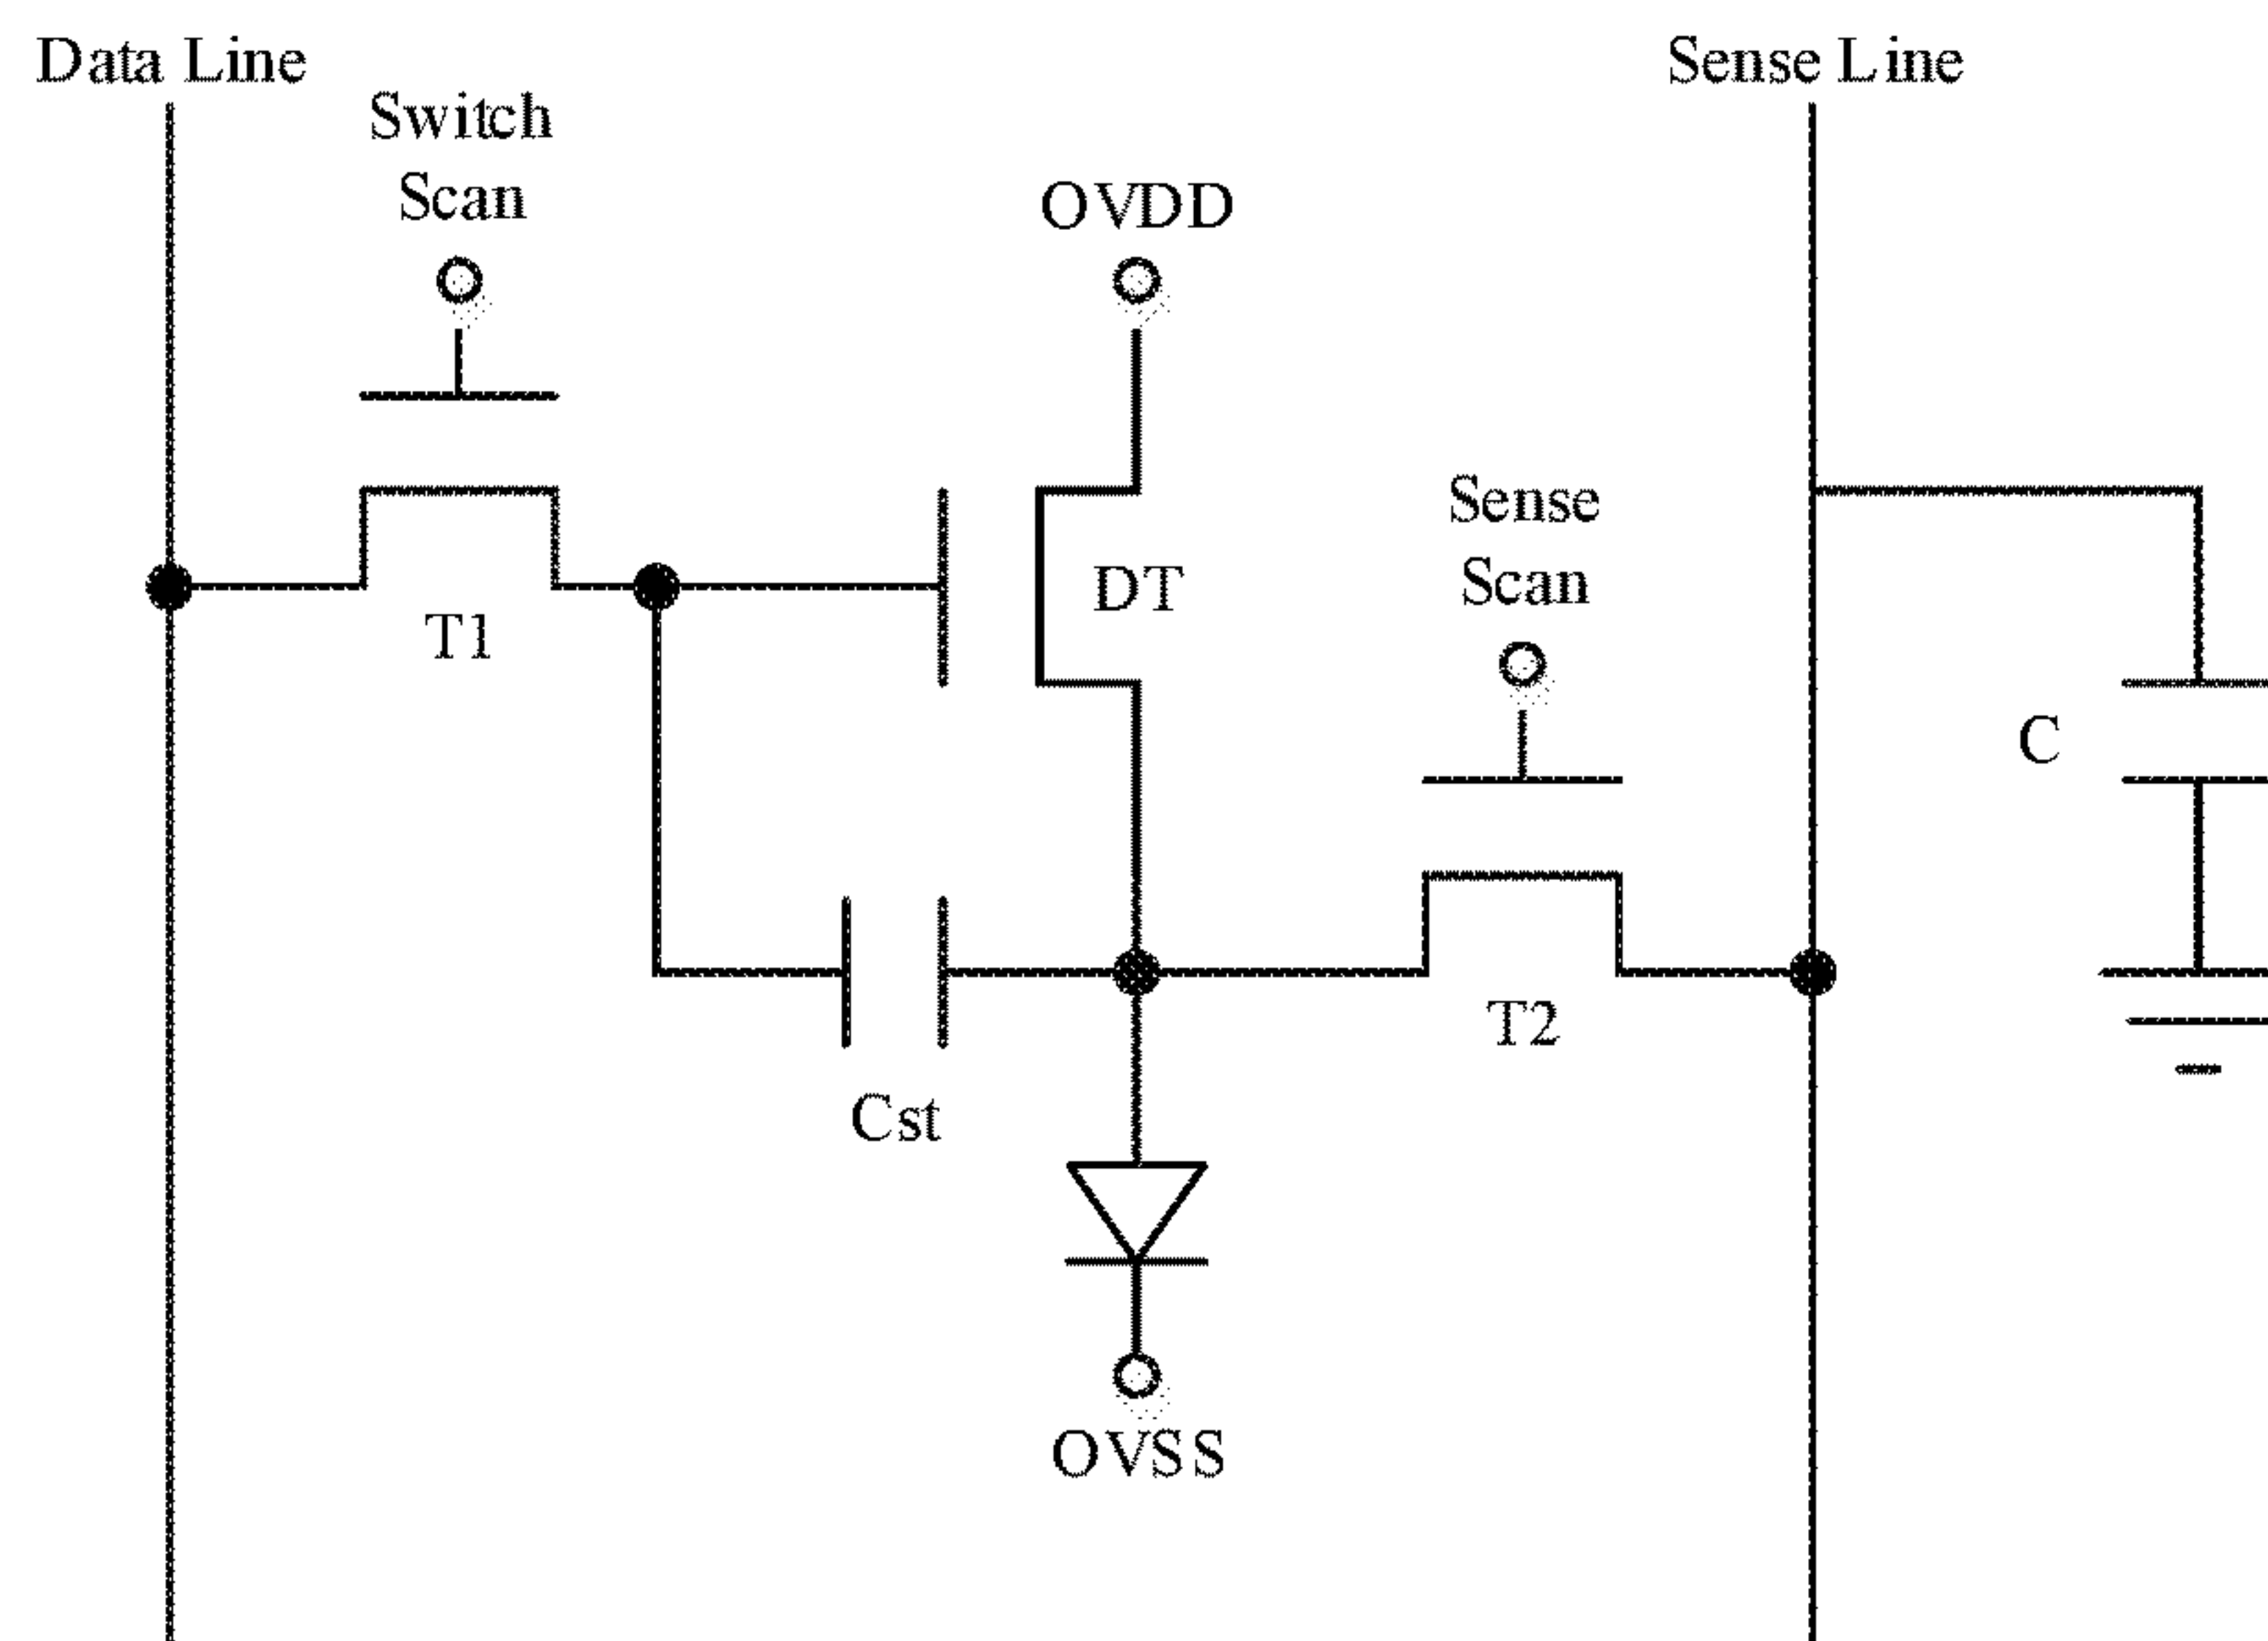 Data Line
Sense Line
Switch
Scan
OVDD
Sense
Scan
DT
T1
C
T2
Cst
OVSS